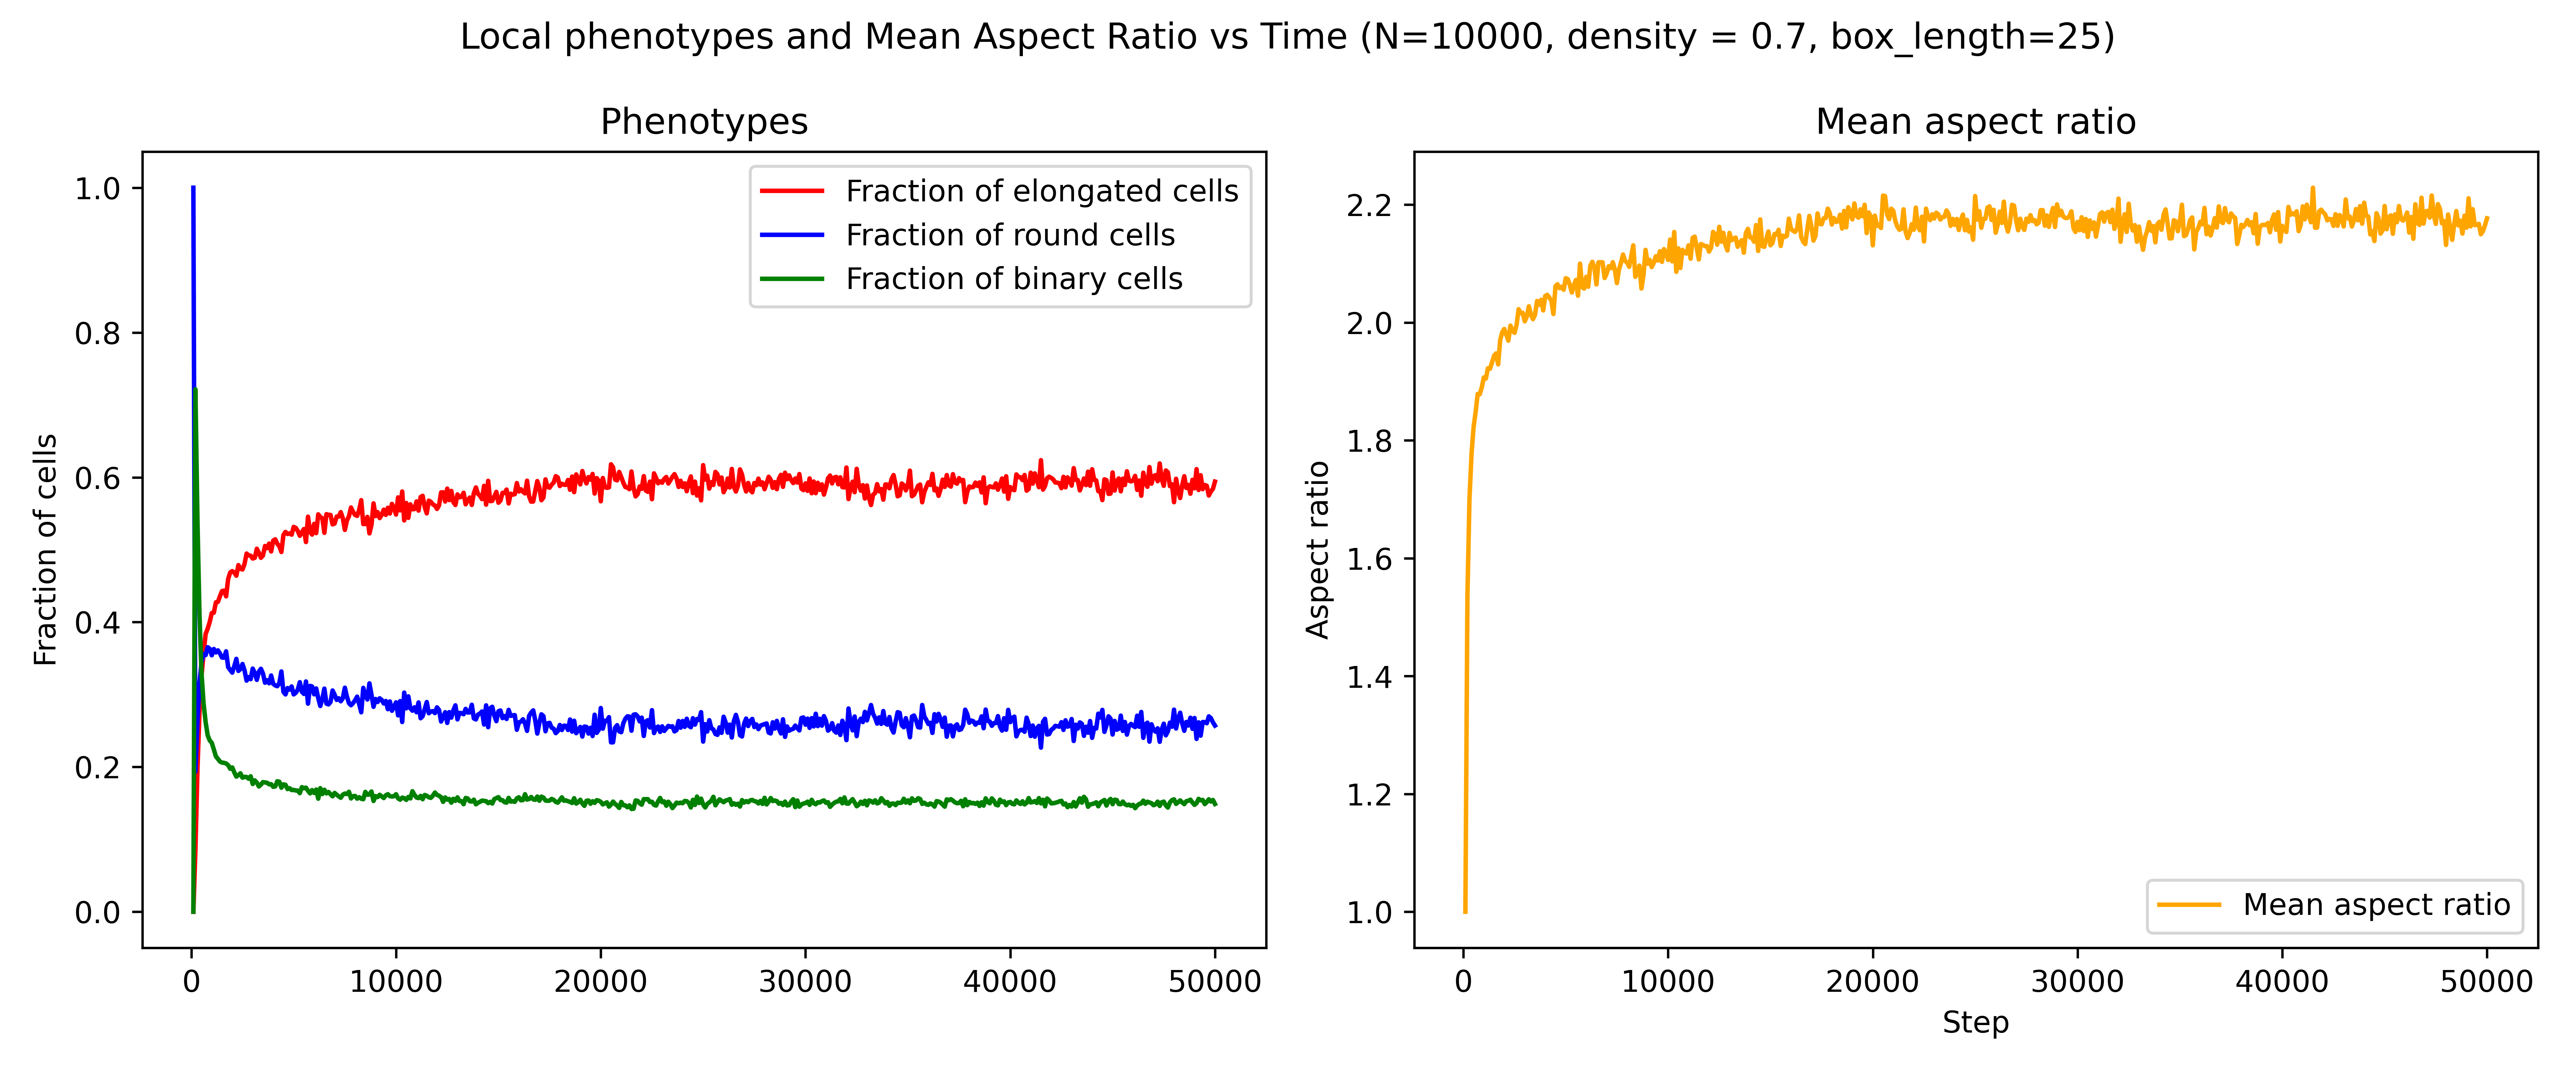 Local phenotypes and Mean Aspect Ratio vs Time (N=10000, density = 0.7, box_length=25)
Phenotypes
Fraction of cells
1.0
0.8
0.6
0.4
0.2
0.0
Fraction of elongated cells
Fraction of round cells
Fraction of binary cells
0 10000 20000 30000 40000 50000
Mean aspect ratio
Aspect ratio
2.2
2.0
1.8
1.6
1.4
1.2
1.0
Mean aspect ratio
0 10000 20000 30000 40000 50000
Step